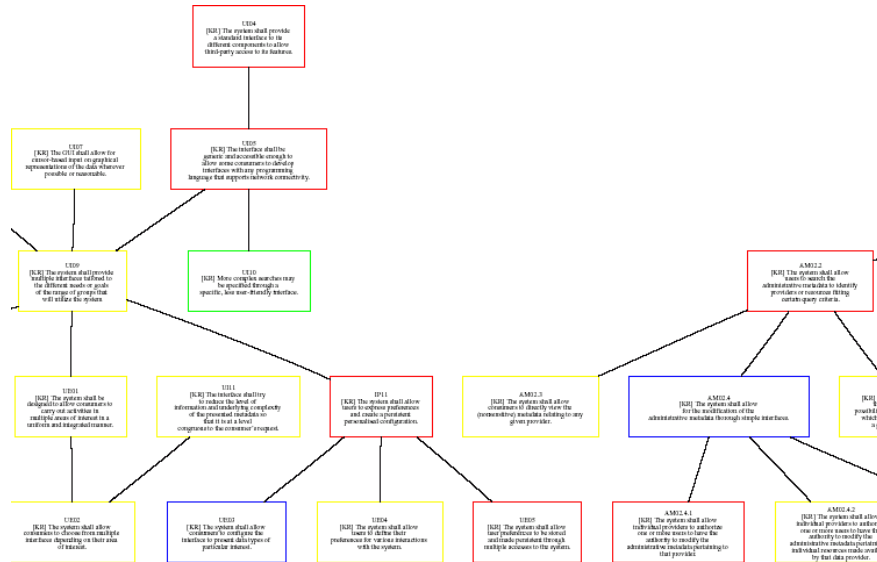 UI04
[KR] The system shall provide
a standard interface to its
different components to allow
third-party access to its features.
UI07
[KR] The GUI shall allow for
cursor-based input on graphical
representations of the data wherever
possible or reasonable.
UI05
[KR] The interface shall be
generic and accessible enough to
allow some consumers to develop
interfaces with any programming
language that supports network connectivity.
UI09
[KR] The system shall provide
multiple interfaces tailored to
the different needs or goals
of the range of groups that
will utilize the system
UI10
[KR] More complex searches may
be specified through a
specific, less user-friendly interface.
AM02.2
[KR] The system shall allow
users to search the
administrative metadata to identify
providers or resources fitting
certain query criteria.
UE01
[KR] The system shall be
designed to allow consumers to
carry out activities in
multiple areas of interest in a
uniform and integrated manner.
UI11
[KR] The interface shall try
to reduce the level of
information and underlying complexity
of the presented metadata so
that it is at a level
congruous to the consumer's request.
IP11
[KR] The system shall allow
users to express preferences
and create a persistent
personalised configuration.
AM02.3
[KR] The system shall allow
consumers to directly view the
(nonsensitive) metadata relating to any
given provider.
AM02.4
[KR] The system shall allow
for the modification of the
administrative metadata thorough simple interfaces.
[KR]
which
UE02
[KR] The system shall allow
consumers to choose from multiple
interfaces depending on their area
of interest.
UE03
[KR] The system shall allow
consumers to configure the
interface to present data types of
particular interest.
UE04
[KR] The system shall allow
users to define their
preferences for various interactions
with the system.
UE05
[KR] The system shall allow
user preferences to be stored
and made persistent through
multiple accesses to the system.
AM02.4.1
[KR] The system shall allow
individual providers to authorize
one or more users to have the
authority to modify the
administrative metadata pertaining to
that provider.
AM02.4.2
[KR] The system shall
individual providers to
one or more users to have
authority to modify the
administrative metadata
individual resources made
by that data provider.